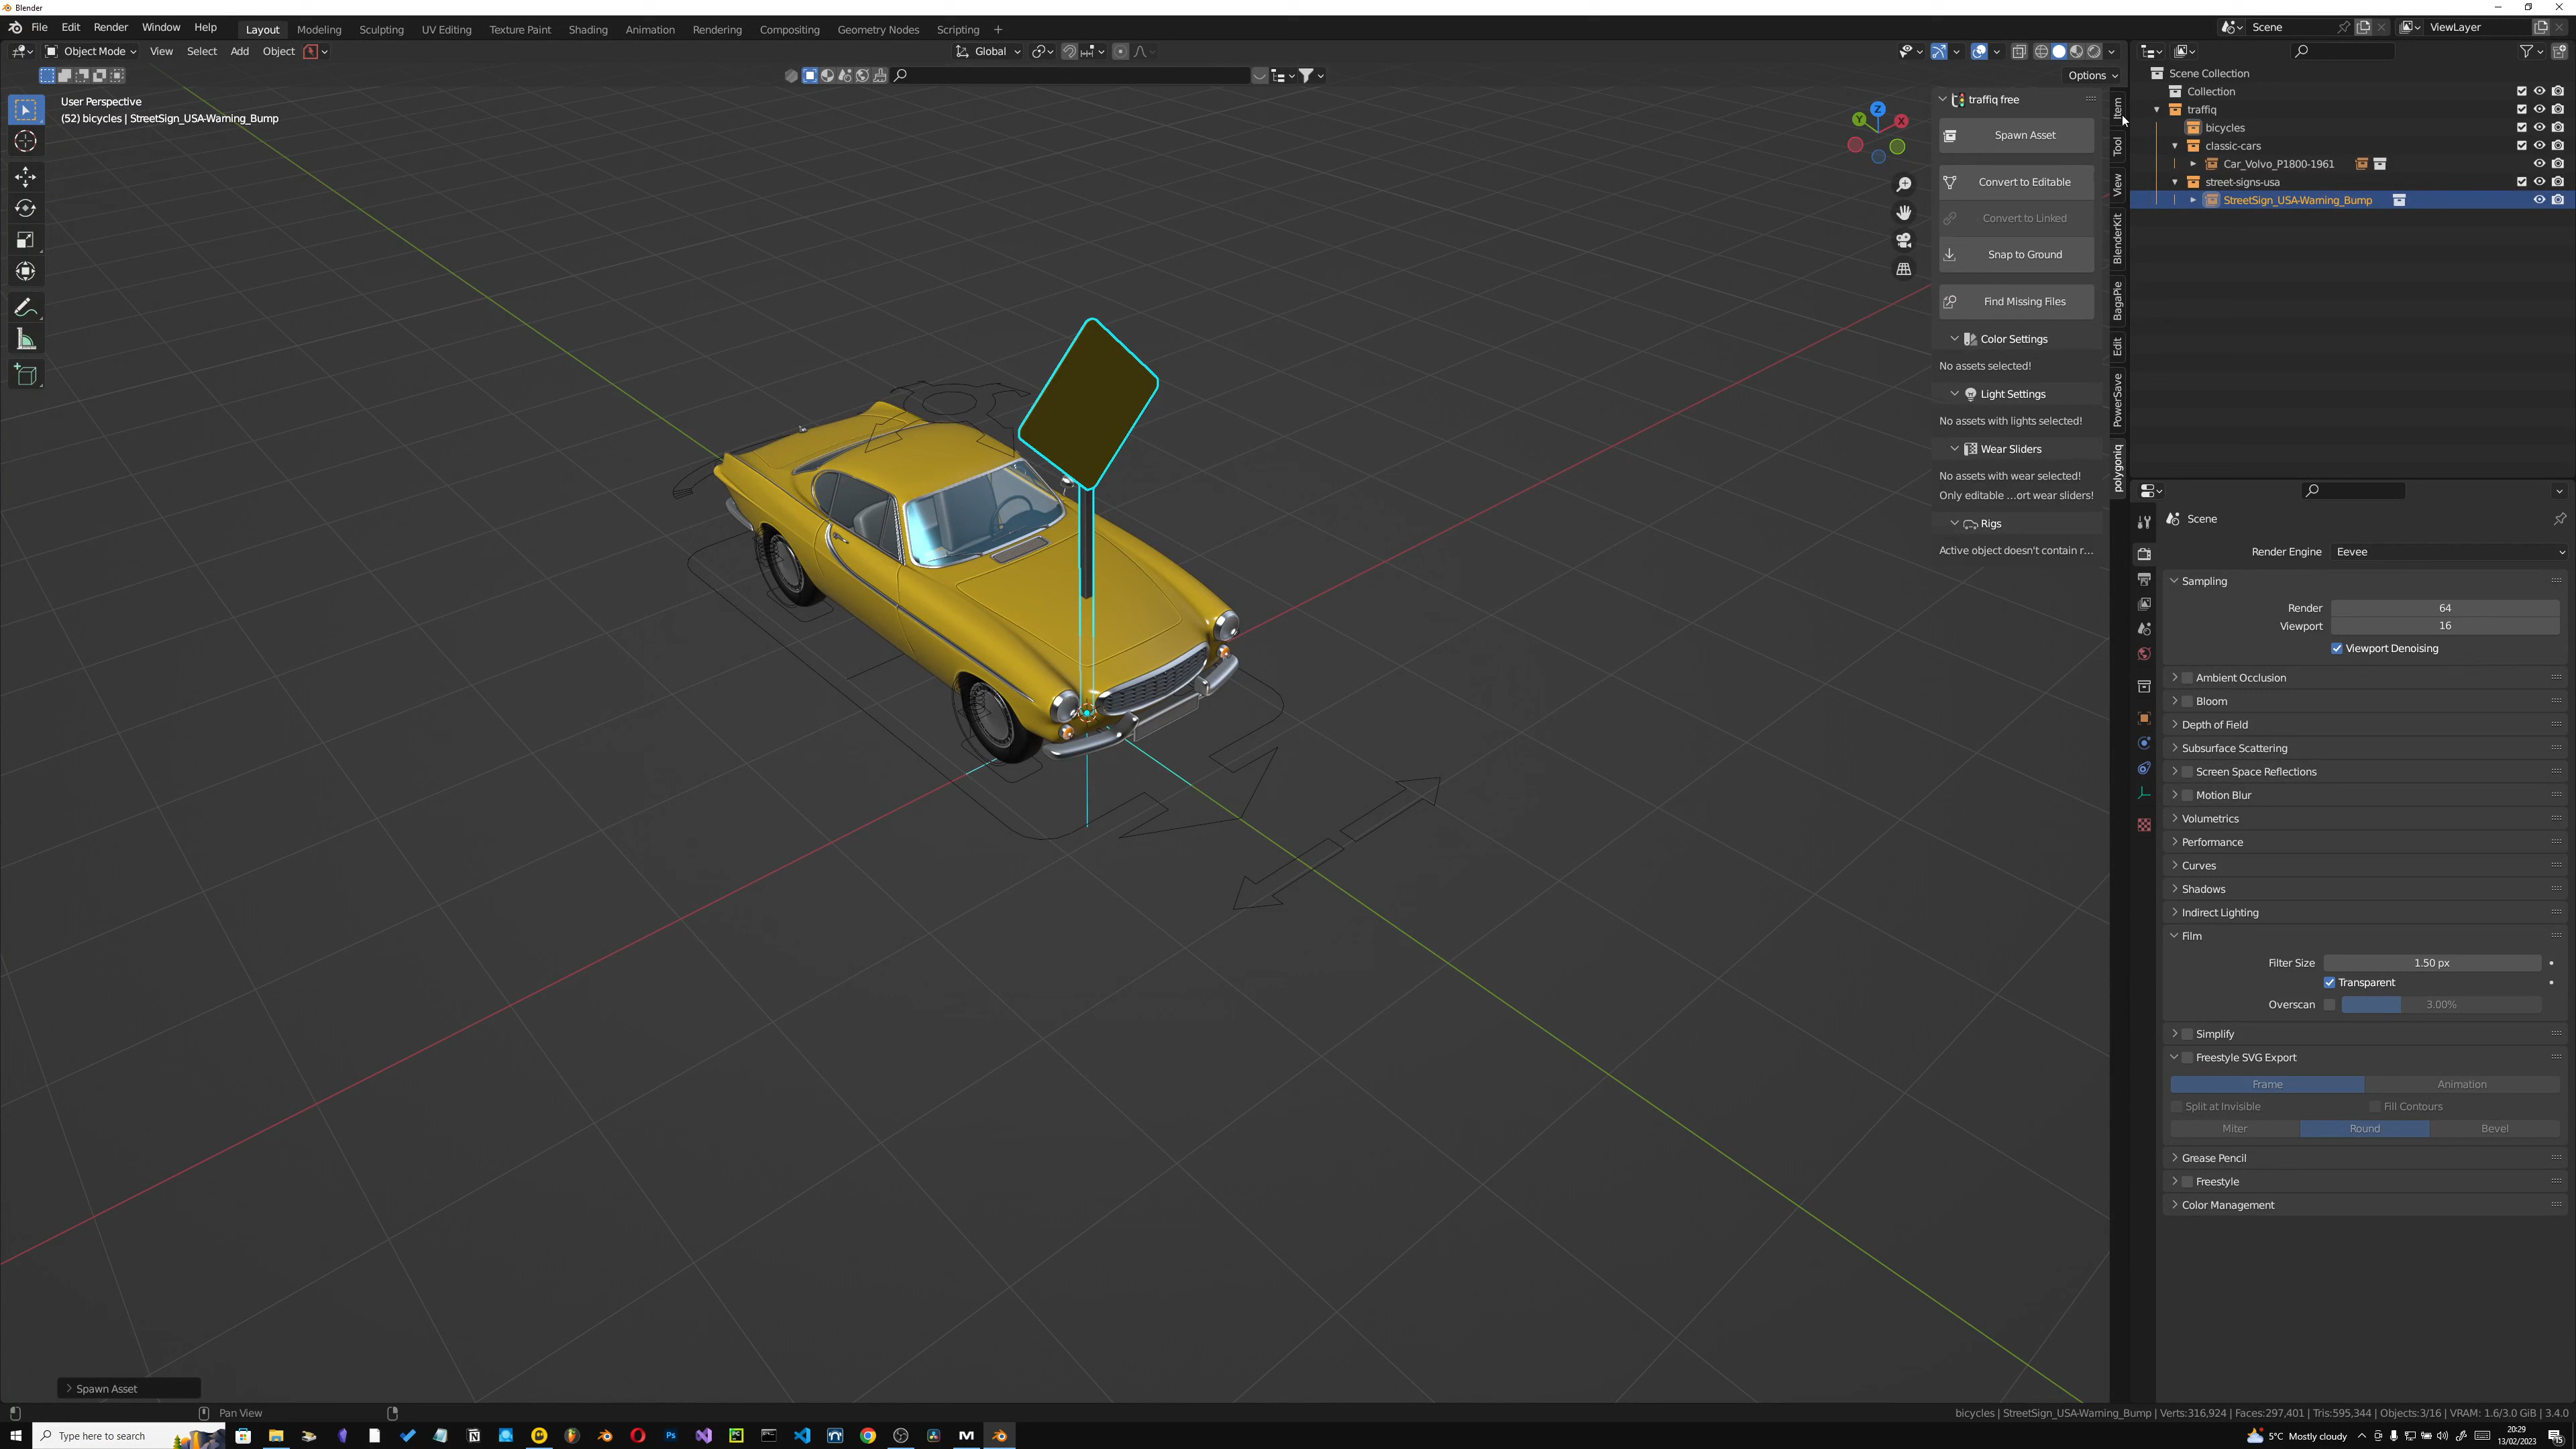 Blender
File Edit Render Window Help Layout Modeling Sculpting UV Editing Texture Paint Shading Animation Rendering Compositing Geometry Nodes Scripting + Scene ViewLayer
Object Mode View Select Add Object Global
Options
User Perspective
(52) bicycles | StreetSign_USA-Warning_Bump
X
Y
Z
traffiq free
Spawn Asset
Convert to Editable
Convert to Linked
Snap to Ground
Find Missing Files
Color Settings
No assets selected!
Light Settings
No assets with lights selected!
Wear Sliders
No assets with wear selected!
Only editable ...ort wear sliders!
Rigs
Active object doesn't contain r...
Item
Tool
View
BlenderKit
BagaPie
Edit
PowerSave
polygoniq
Scene Collection
Collection
traffiq
bicycles
classic-cars
Car_Volvo_P1800-1961
street-signs-usa
StreetSign_USA-Warning_Bump
Scene
Render Engine Eevee
Sampling
Render 64
Viewport 16
Viewport Denoising
Ambient Occlusion
Bloom
Depth of Field
Subsurface Scattering
Screen Space Reflections
Motion Blur
Volumetrics
Performance
Curves
Shadows
Indirect Lighting
Film
Filter Size 1.50 px
Transparent
Overscan 3.00%
Simplify
Freestyle SVG Export
Frame Animation
Split at Invisible Fill Contours
Miter Round Bevel
Grease Pencil
Freestyle
Color Management
Spawn Asset
Pan View
bicycles | StreetSign_USA-Warning_Bump | Verts:316,924 | Faces:297,401 | Tris:595,344 | Objects:3/16 | VRAM: 1.6/3.0 GiB | 3.4.0
Type here to search
5°C Mostly cloudy
20:29
13/02/2023